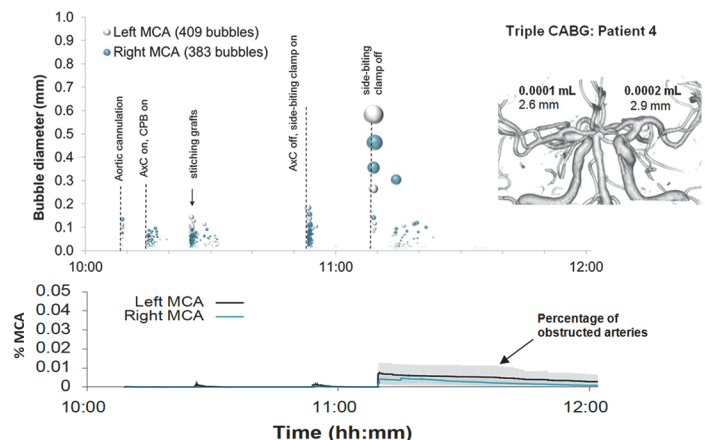 Triple CABG: Patient 4
0.0001 mL
2.6 mm
0.0002 mL
2.9 mm
Bubble diameter (mm)
1.0
0.9
0.8
0.7
0.6
0.5
0.4
0.3
0.2
0.1
0.0
Left MCA (409 bubbles)
Right MCA (383 bubbles)
Aortic cannulation
AxC on, CPB on
stitching grafts
AxC off, side-biting clamp on
side-biting
clamp off
10:00
11:00
12:00
% MCA
0.05
0.04
0.03
0.02
0.01
0
Left MCA
Right MCA
Percentage of
obstructed arteries
10:00
11:00
12:00
Time (hh:mm)